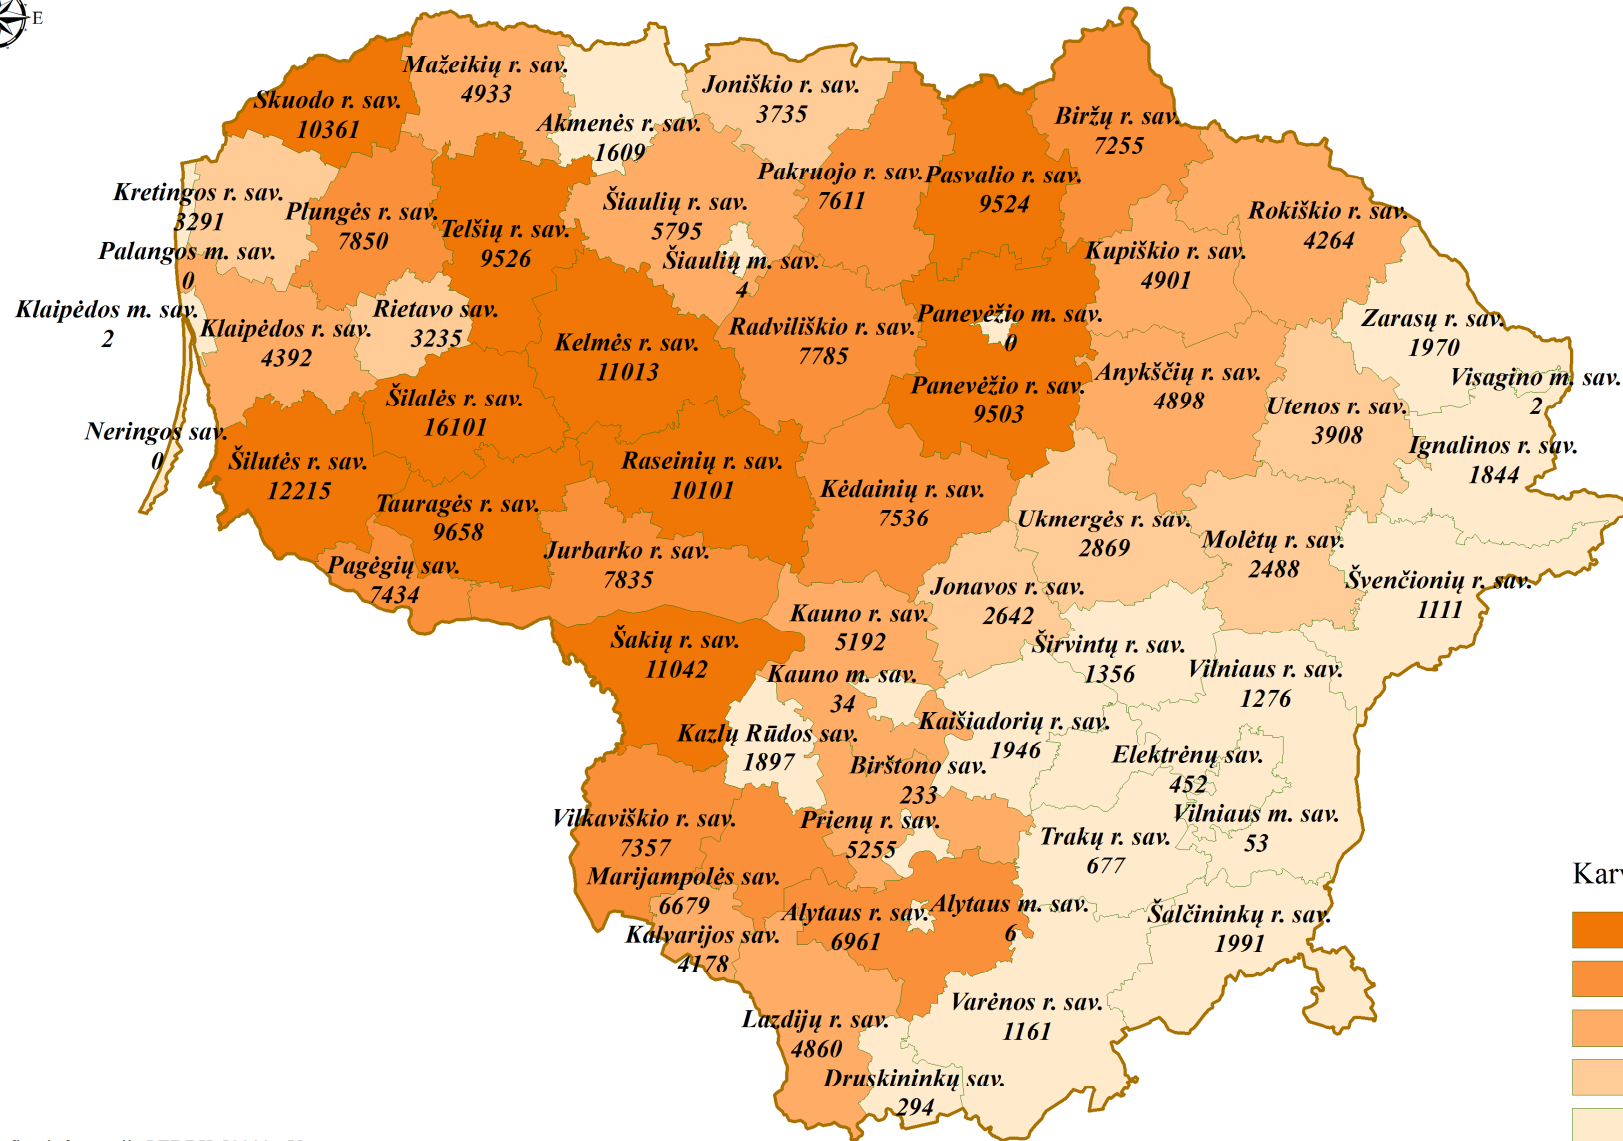 E
Mažeikių r. sav.
4933
Skuodo r. sav.
10361
Joniškio r. sav.
3735
Akmenės r. sav.
1609
Biržų r. sav.
7255
Kretingos r. sav.
3291
Plungės r. sav.
7850
Telšių r. sav.
9526
Šiaulių r. sav.
5795
Pakruojo r. sav.
7611
Pasvalio r. sav.
9524
Rokiškio r. sav.
4264
Palangos m. sav.
0
Šiaulių m. sav.
4
Kupiškio r. sav.
4901
Klaipėdos m. sav.
2
Klaipėdos r. sav.
4392
Rietavo sav.
3235
Kelmės r. sav.
11013
Radviliškio r. sav.
7785
Panevėžio m. sav.
0
Zarasų r. sav.
1970
Šilalės r. sav.
16101
Panevėžio r. sav.
9503
Anykščių r. sav.
4898
Visagino m. sav.
2
Utenos r. sav.
3908
Neringos sav.
0
Šilutės r. sav.
12215
Raseinių r. sav.
10101
Ignalinos r. sav.
1844
Tauragės r. sav.
9658
Kėdainių r. sav.
7536
Ukmergės r. sav.
2869
Molėtų r. sav.
2488
Pagėgių sav.
7434
Jurbarko r. sav.
7835
Jonavos r. sav.
2642
Švenčionių r. sav.
1111
Šakių r. sav.
11042
Kauno r. sav.
5192
Širvintų r. sav.
1356
Vilniaus r. sav.
1276
Kauno m. sav.
34
Kazlų Rūdos sav.
1897
Kaišiadorių r. sav.
1946
Birštono sav.
233
Elektrėnų sav.
452
Vilkaviškio r. sav.
7357
Prienų r. sav.
5255
Trakų r. sav.
677
Vilniaus m. sav.
53
Marijampolės sav.
6679
Karv
Alytaus r. sav.
6961
Alytaus m. sav.
6
Šalčininkų r. sav.
1991
Kalvarijos sav.
4178
Lazdijų r. sav.
4860
Varėnos r. sav.
1161
Druskininkų sav.
294